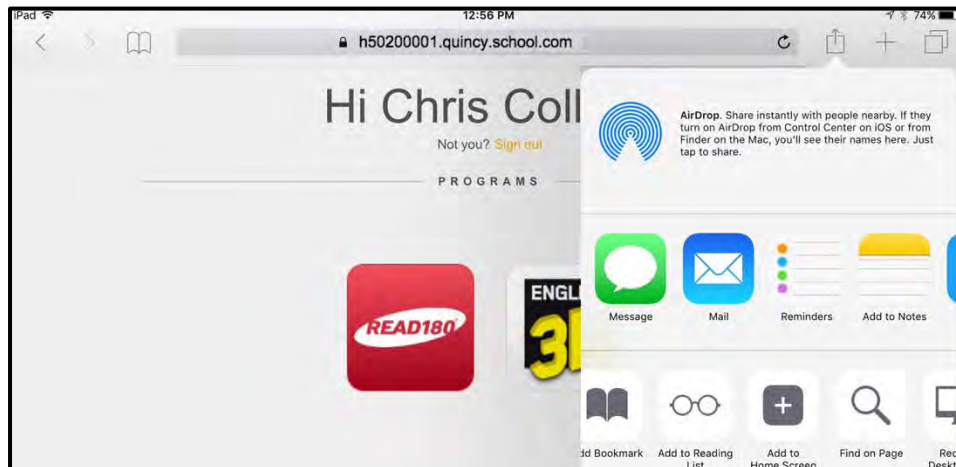 iPad 12:56 PM 74%
h50200001.quincy.school.com
Hi Chris Coll
Not you? Sign out
PROGRAMS
READ180
ENGLI
3D
AirDrop. Share instantly with people nearby. If they
turn on AirDrop from Control Center on iOS or from
Finder on the Mac, you'll see their names here. Just
tap to share.
Message Mail Reminders Add to Notes
dd Bookmark Add to Reading Add to Find on Page Req
List Home Screen Deskt